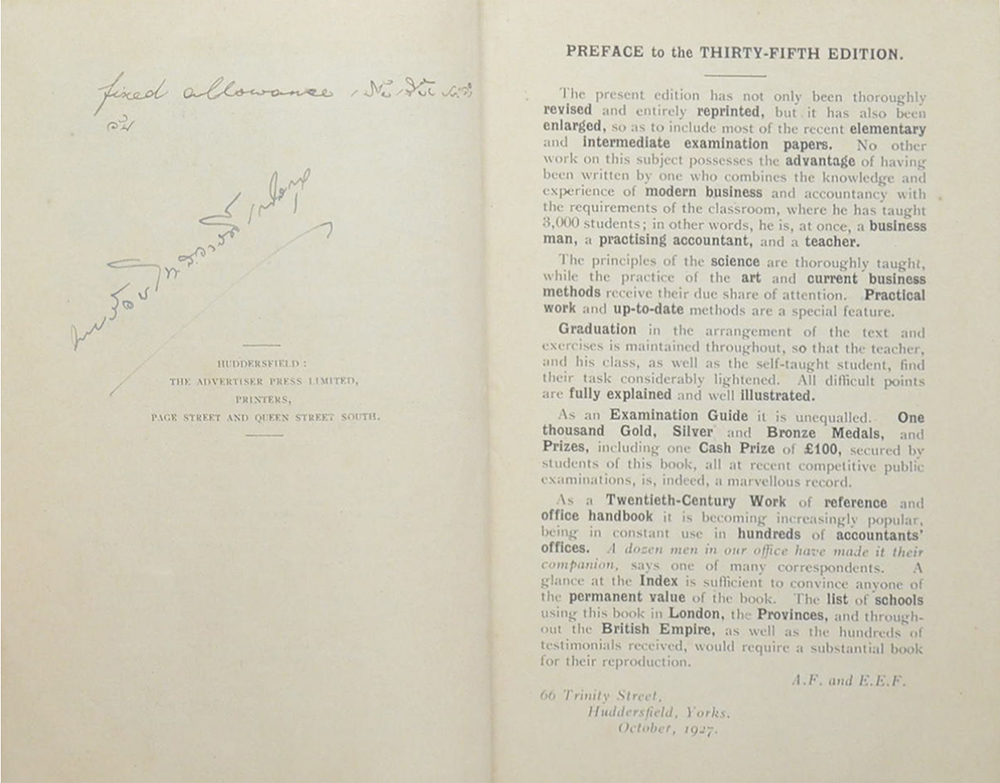 fixed allowance
HUDDERSFIELD :
THE ADVERTISER PRESS LIMITED,
PRINTERS,
PAGE STREET AND QUEEN STREET SOUTH.
PREFACE to the THIRTY-FIFTH EDITION.
The present edition has not only been thoroughly
revised and entirely reprinted, but it has also been
enlarged, so as to include most of the recent elementary
and intermediate examination papers. No other
work on this subject possesses the advantage of having
been written by one who combines the knowledge and
experience of modern business and accountancy with
the requirements of the classroom, where he has taught
3,000 students; in other words, he is, at once, a business
man, a practising accountant, and a teacher.
The principles of the science are thoroughly taught,
while the practice of the art and current business
methods receive their due share of attention. Practical
work and up-to-date methods are a special feature.
Graduation in the arrangement of the text and
exercises is maintained throughout, so that the teacher,
and his class, as well as the self-taught student, find
their task considerably lightened. All difficult points
are fully explained and well illustrated.
As an Examination Guide it is unequalled. One
thousand Gold, Silver and Bronze Medals, and
Prizes, including one Cash Prize of £100, secured by
students of this book, all at recent competitive public
examinations, is, indeed, a marvellous record.
As a Twentieth-Century Work of reference and
office handbook it is becoming increasingly popular,
being in constant use in hundreds of accountants'
offices. A dozen men in our office have made it their
companion, says one of many correspondents. A
glance at the Index is sufficient to convince anyone of
the permanent value of the book. The list of schools
using this book in London, the Provinces, and through-
out the British Empire, as well as the hundreds of
testimonials received, would require a substantial book
for their reproduction.
A.F. and E.E.F.
66 Trinity Street,
Huddersfield, Yorks.
October, 1927.